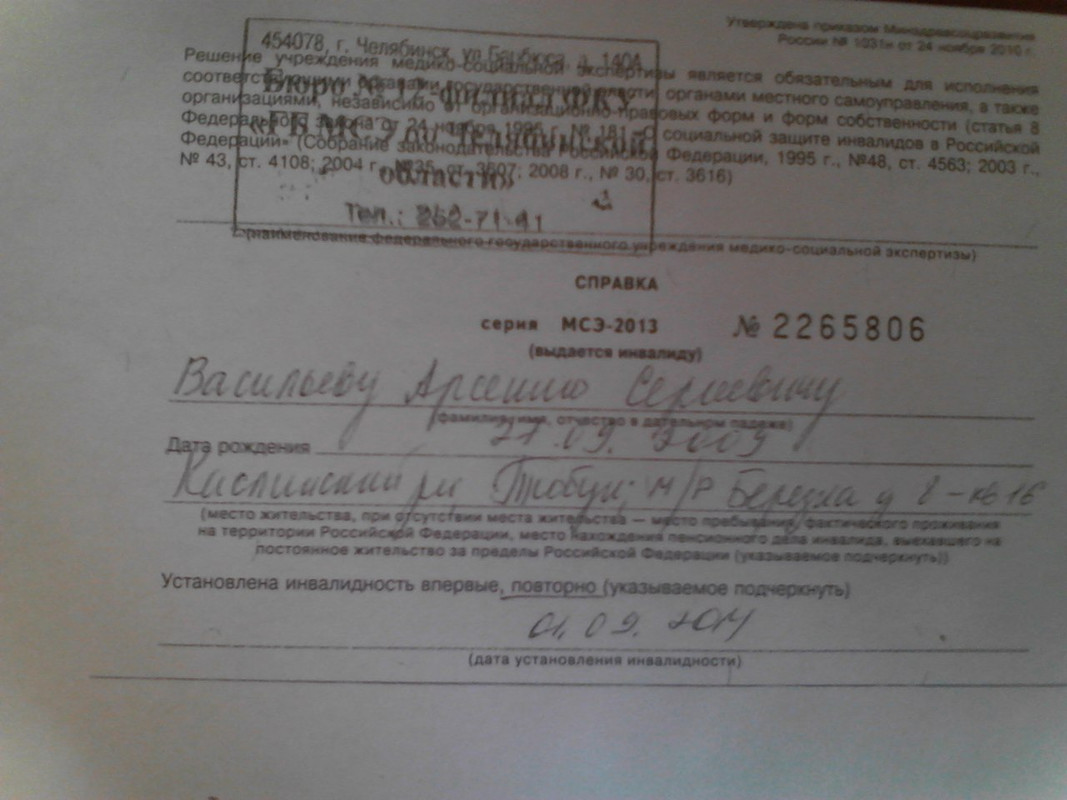 Утверждена приказом Минздравсоцразвития
России № 1031н от 24 ноября 2010 г.
454078, г. Челябинск, ул. Барбюса, д. 140А
Решение учреждения медико-социальной экспертизы является обязательным для исполнения
соответствующими органами государственной власти, органами местного самоуправления, а также
организациями, независимо от организационно-правовых форм и форм собственности (статья 8
Федерального закона от 24 ноября 1995 г. № 181 «О социальной защите инвалидов в Российской
Федерации» (Собрание законодательства Российской Федерации, 1995 г., №48, ст. 4563; 2003 г.,
№ 43, ст. 4108; 2004 г., №35, ст. 3607; 2008 г., № 30, ст. 3616)
Бюро филиал ФКУ
«ГБ МСЭ по Челябинской
области»
Тел.: 252-71-41
(наименование федерального государственного учреждения медико-социальной экспертизы)
СПРАВКА
серия МСЭ-2013 № 2265806
(выдается инвалиду)
Васильеву Арсению Сергеевичу
(фамилия, имя, отчество в дательном падеже)
Дата рождения 21.09.2009
Каслинский м/р Березка д 8-кв 16
(место жительства, при отсутствии места жительства — место пребывания, фактического проживания
на территории Российской Федерации, место нахождения пенсионного дела инвалида, выехавшего на
постоянное жительство за пределы Российской Федерации (указываемое подчеркнуть))
Установлена инвалидность впервые, повторно (указываемое подчеркнуть)
01.09.2014
(дата установления инвалидности)